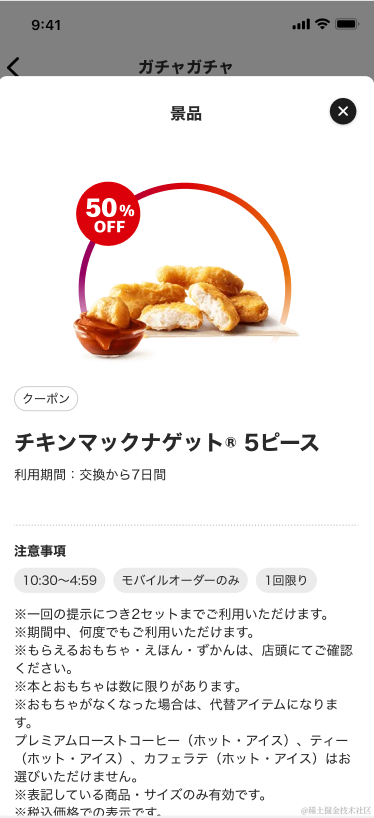 9:41
ガチャガチャ
景品
50%
OFF
クーポン
チキンマックナゲット® 5ピース
利用期間：交換から7日間
注意事項
10:30〜4:59
モバイルオーダーのみ
1回限り
※一回の提示につき2セットまでご利用いただけます。
※期間中、何度でもご利用いただけます。
※もらえるおもちゃ・えほん・ずかんは、店頭にてご確認
ください。
※本とおもちゃは数に限りがあります。
※おもちゃがなくなった場合は、代替アイテムになりま
す。
プレミアムローストコーヒー（ホット・アイス）、ティー
（ホット・アイス）、カフェラテ（ホット・アイス）はお
選びいただけません。
※表記している商品・サイズのみ有効です。
※税込価格での表示です。
@稀土掘金技术社区